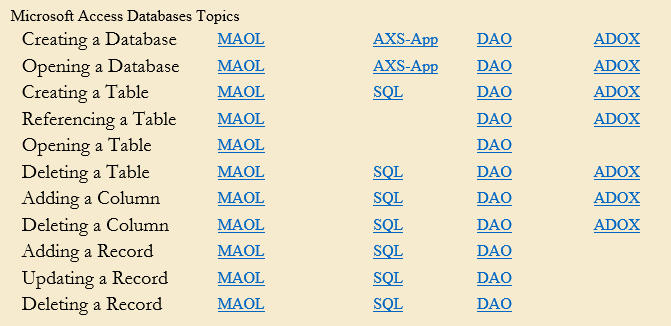 Microsoft Access Databases Topics
Creating a Database MAOL AXS-App DAO ADOX
Opening a Database MAOL AXS-App DAO ADOX
Creating a Table MAOL SQL DAO ADOX
Referencing a Table MAOL DAO ADOX
Opening a Table MAOL DAO
Deleting a Table MAOL SQL DAO ADOX
Adding a Column MAOL SQL DAO ADOX
Deleting a Column MAOL SQL DAO ADOX
Adding a Record MAOL SQL DAO
Updating a Record MAOL SQL DAO
Deleting a Record MAOL SQL DAO